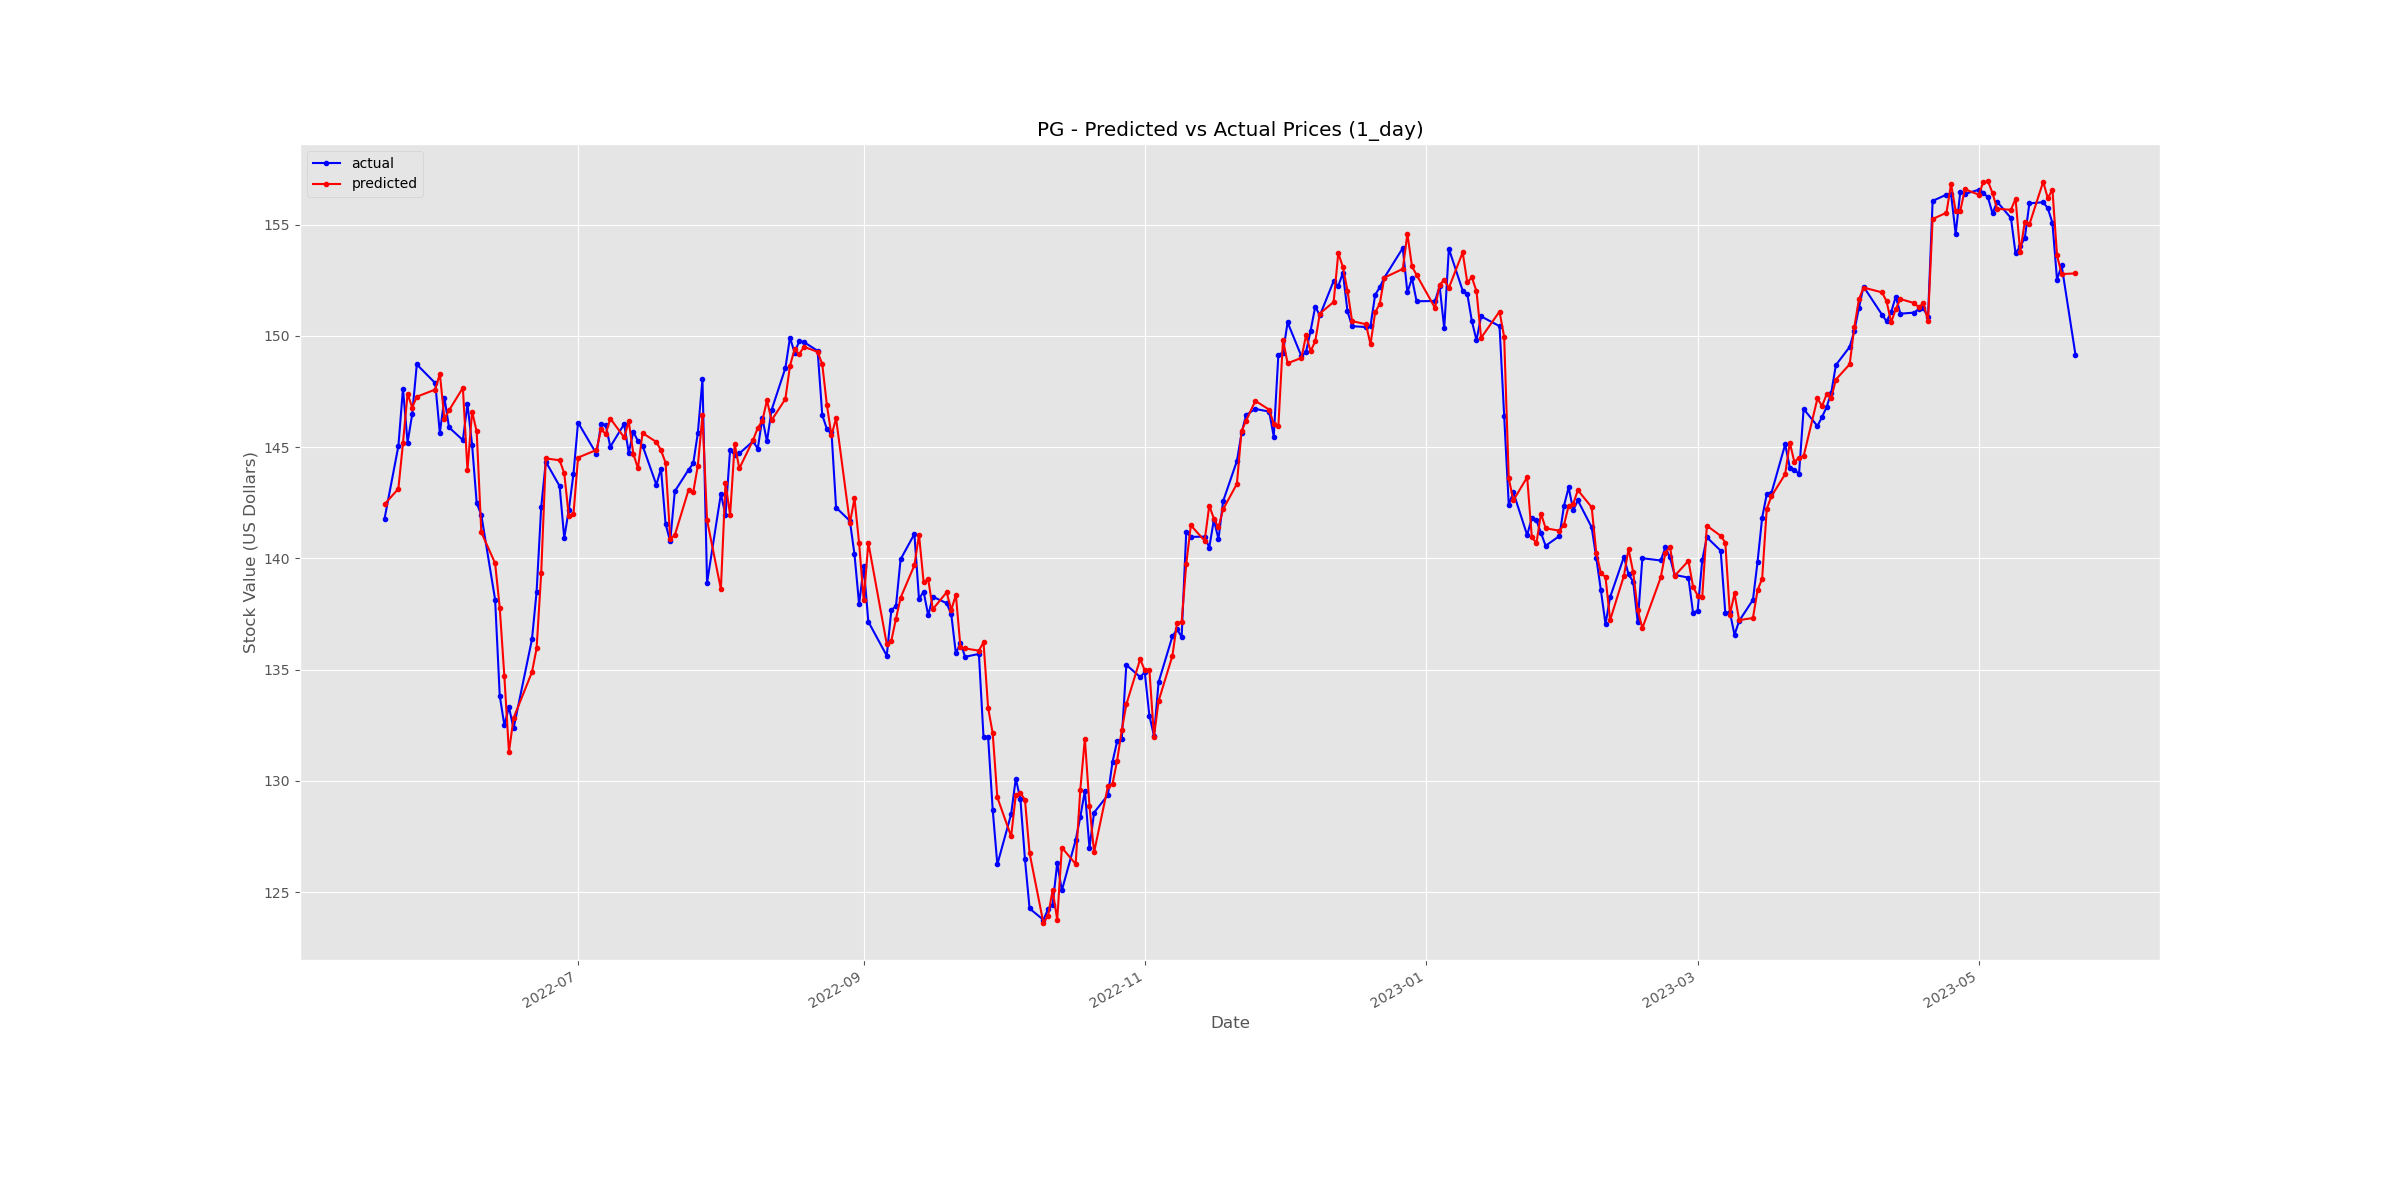 PG - Predicted vs Actual Prices (1_day)
actual
predicted
155
150
145
140
135
130
125
Stock Value (US Dollars)
2022-07
2022-09
2022-11
2023-01
2023-03
2023-05
Date